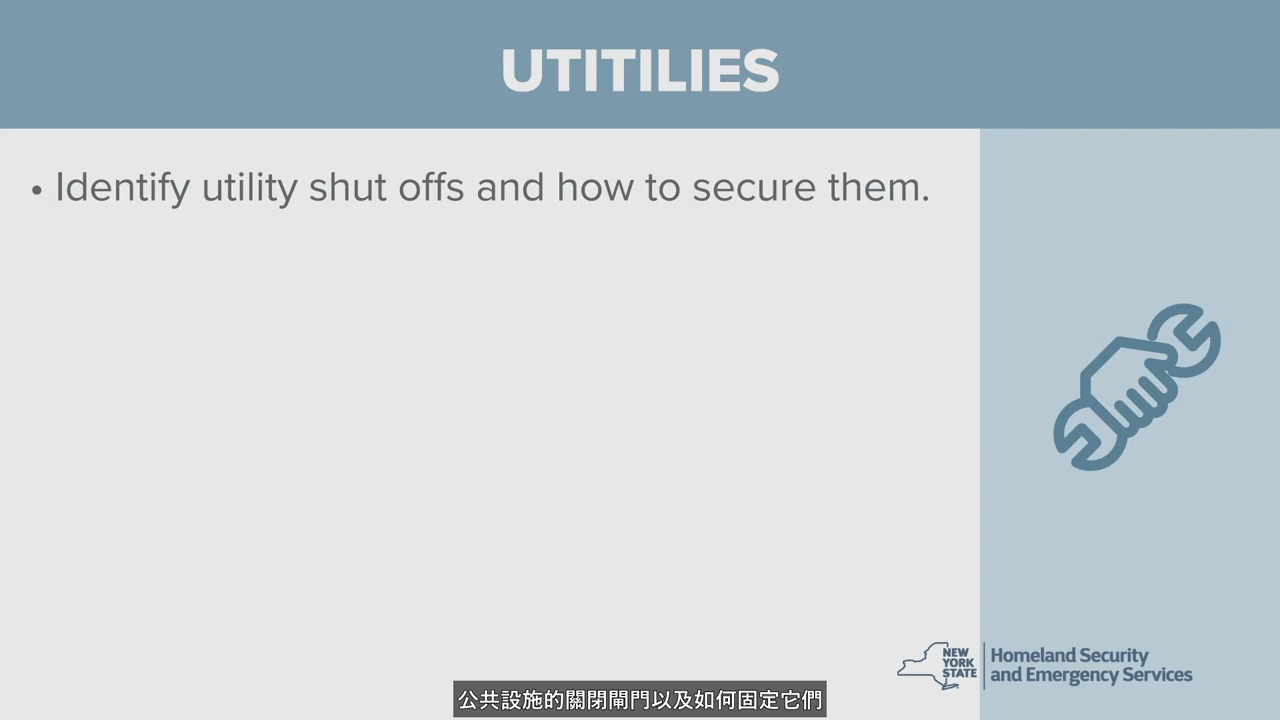 UTITILIES
• Identify utility shut offs and how to secure them.
NEW
YORK
STATE
Homeland Security
and Emergency Services
公共設施的關閉閘門以及如何固定它們